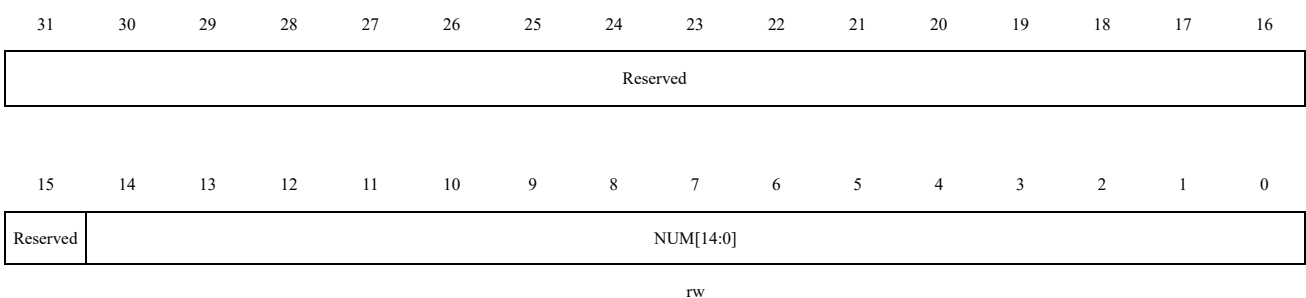 31 30 29 28 27 26 25 24 23 22 21 20 19 18 17 16
Reserved
15 14 13 12 11 10 9 8 7 6 5 4 3 2 1 0
Reserved NUM[14:0]
rw